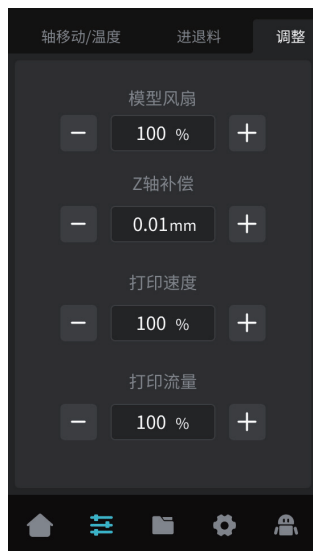 轴移动/温度 进退料 调整
模型风扇
− 100 % +
Z轴补偿
− 0.01mm +
打印速度
− 100 % +
打印流量
− 100 % +